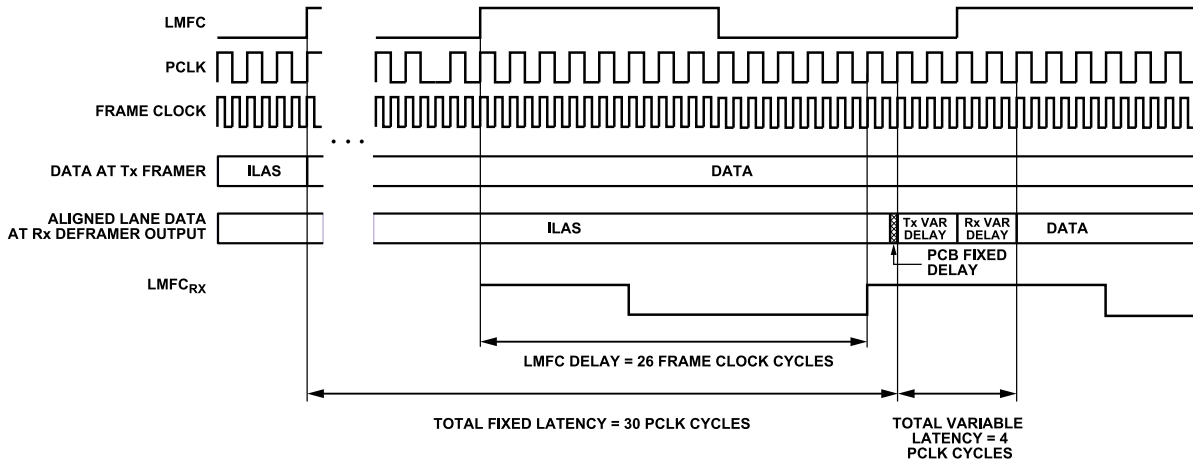 LMFC
PCLK
FRAME CLOCK
. . .
DATA AT Tx FRAMER
ILAS
DATA
ALIGNED LANE DATA
AT Rx DEFRAMER OUTPUT
ILAS
Tx VAR
DELAY
Rx VAR
DELAY
DATA
PCB FIXED
DELAY
LMFCRX
LMFC DELAY = 26 FRAME CLOCK CYCLES
TOTAL FIXED LATENCY = 30 PCLK CYCLES
TOTAL VARIABLE
LATENCY = 4
PCLK CYCLES